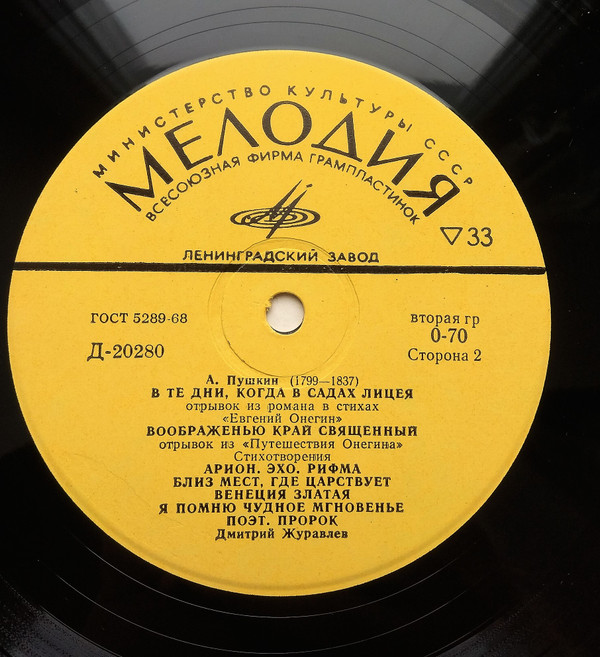 МИНИСТЕРСТВО КУЛЬТУРЫ СССР
МЕЛОДИЯ
ВСЕСОЮЗНАЯ ФИРМА ГРАМПЛАСТИНОК
▽33
ЛЕНИНГРАДСКИЙ ЗАВОД
ГОСТ 5289-68
вторая гр
0-70
Д-20280
Сторона 2
А. Пушкин (1799—1837)
В ТЕ ДНИ, КОГДА В САДАХ ЛИЦЕЯ
отрывок из романа в стихах
«Евгений Онегин»
ВООБРАЖЕНЬЮ КРАЙ СВЯЩЕННЫЙ
отрывок из «Путешествия Онегина»
Стихотворения
АРИОН. ЭХО. РИФМА
БЛИЗ МЕСТ, ГДЕ ЦАРСТВУЕТ
ВЕНЕЦИЯ ЗЛАТАЯ
Я ПОМНЮ ЧУДНОЕ МГНОВЕНЬЕ
ПОЭТ. ПРОРОК
Дмитрий Журавлев